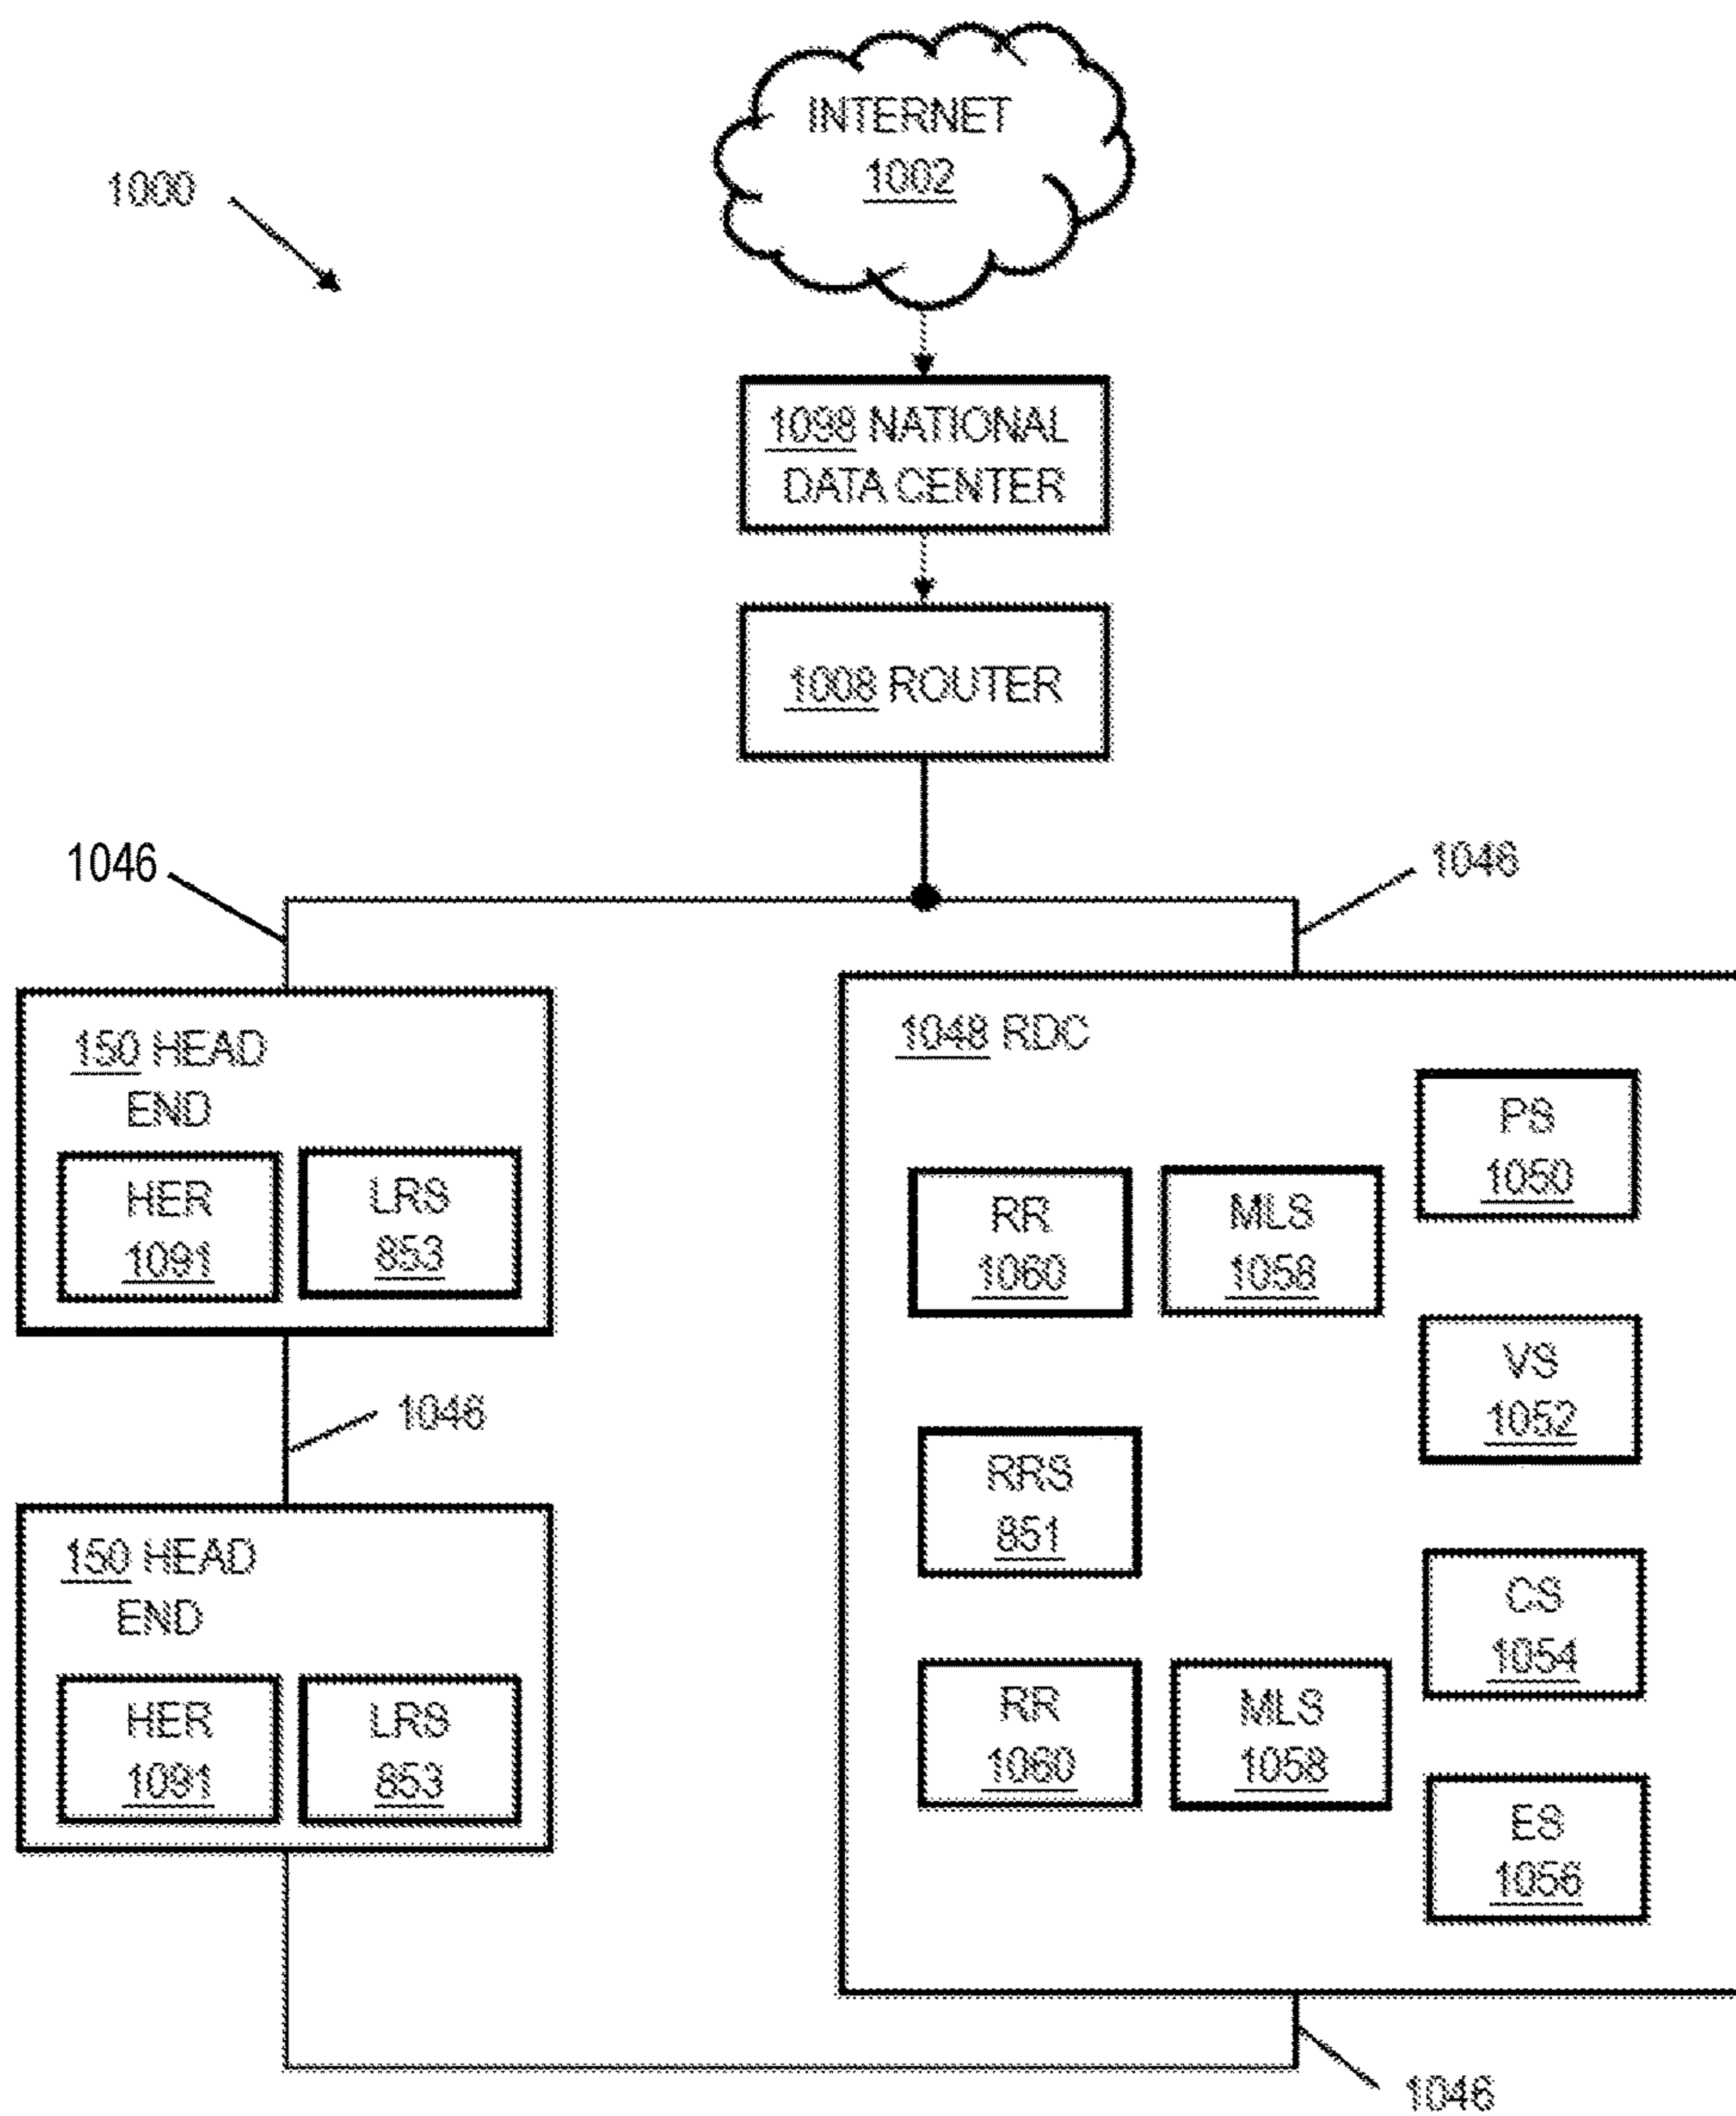 INTERNET
1002
1000
1098 NATIONAL
DATA CENTER
1008 ROUTER
1046
1046
150 HEAD
END
HER
1091
LRS
853
1046
150 HEAD
END
HER
1091
LRS
853
1048 RDC
PS
1050
RR
1060
MLS
1058
VS
1052
RRS
851
CS
1054
RR
1060
MLS
1058
ES
1056
1046